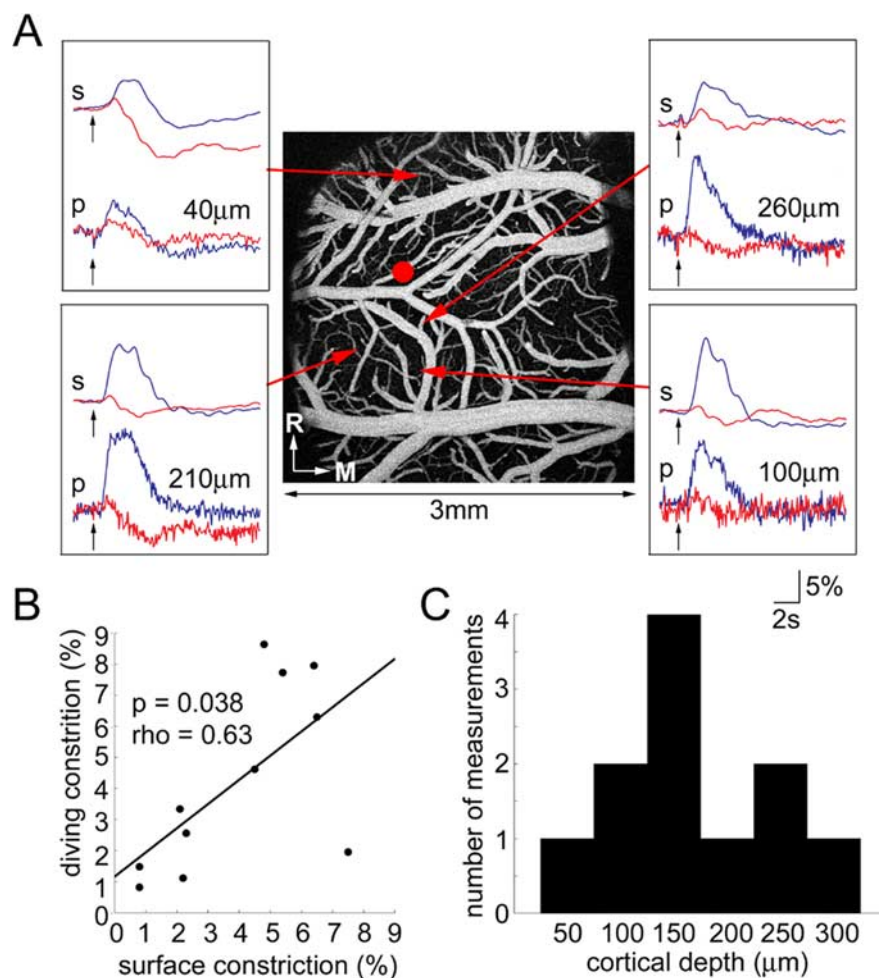 A
s
p
40μm
s
p
260μm
s
p
210μm
s
p
100μm
R
M
3mm
B
diving constrition (%)
9
8
7
6
5
4
3
2
1
0
p = 0.038
rho = 0.63
0 1 2 3 4 5 6 7 8 9
surface constriction (%)
C
5%
2s
number of measurements
4
3
2
1
0
50 100 150 200 250 300
cortical depth (μm)